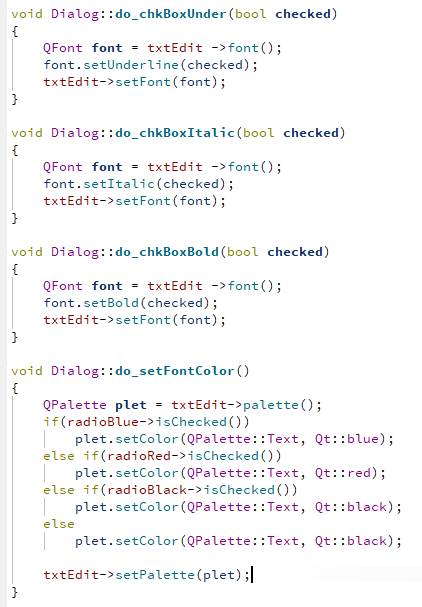 void Dialog::do_chkBoxUnder(bool checked)
{
    QFont font = txtEdit ->font();
    font.setUnderline(checked);
    txtEdit->setFont(font);
}

void Dialog::do_chkBoxItalic(bool checked)
{
    QFont font = txtEdit ->font();
    font.setItalic(checked);
    txtEdit->setFont(font);
}

void Dialog::do_chkBoxBold(bool checked)
{
    QFont font = txtEdit ->font();
    font.setBold(checked);
    txtEdit->setFont(font);
}

void Dialog::do_setFontColor()
{
    QPalette plet = txtEdit->palette();
    if(radioBlue->isChecked())
        plet.setColor(QPalette::Text, Qt::blue);
    else if(radioRed->isChecked())
        plet.setColor(QPalette::Text, Qt::red);
    else if(radioBlack->isChecked())
        plet.setColor(QPalette::Text, Qt::black);
    else
        plet.setColor(QPalette::Text, Qt::black);

    txtEdit->setPalette(plet);
}